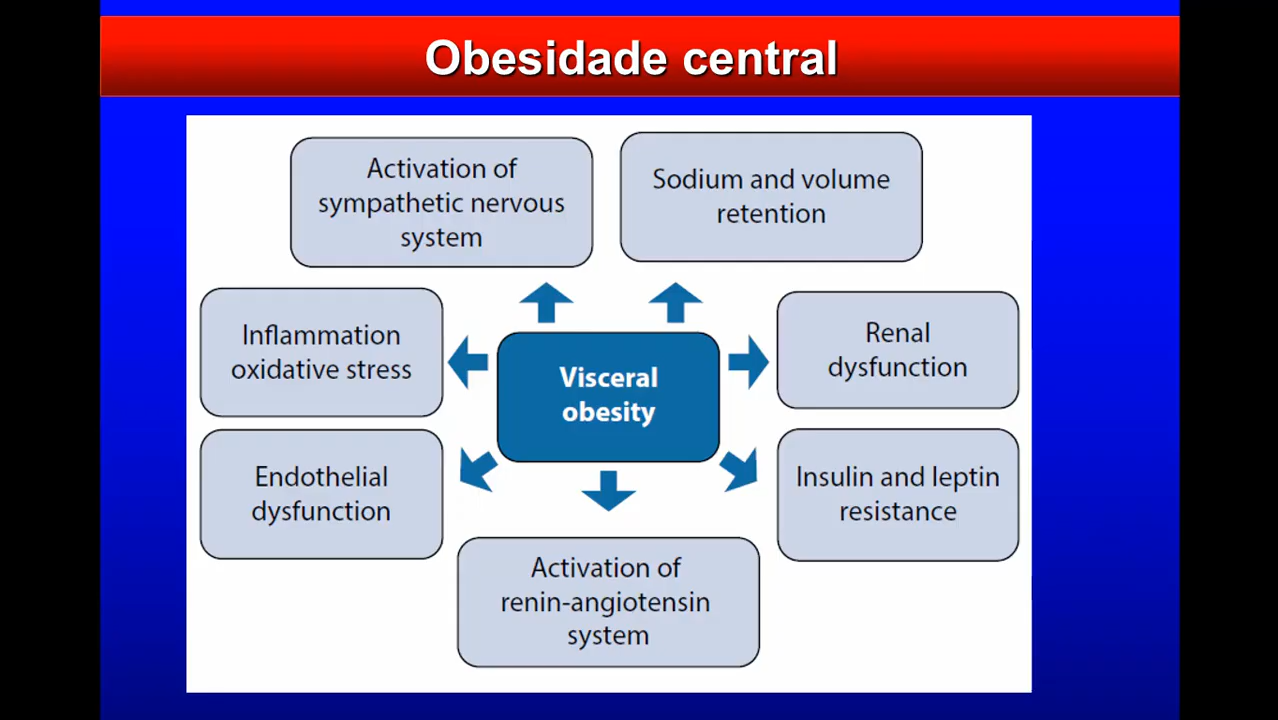 Obesidade central
Activation of
sympathetic nervous
system
Sodium and volume
retention
Inflammation
oxidative stress
Visceral
obesity
Renal
dysfunction
Endothelial
dysfunction
Insulin and leptin
resistance
Activation of
renin-angiotensin
system